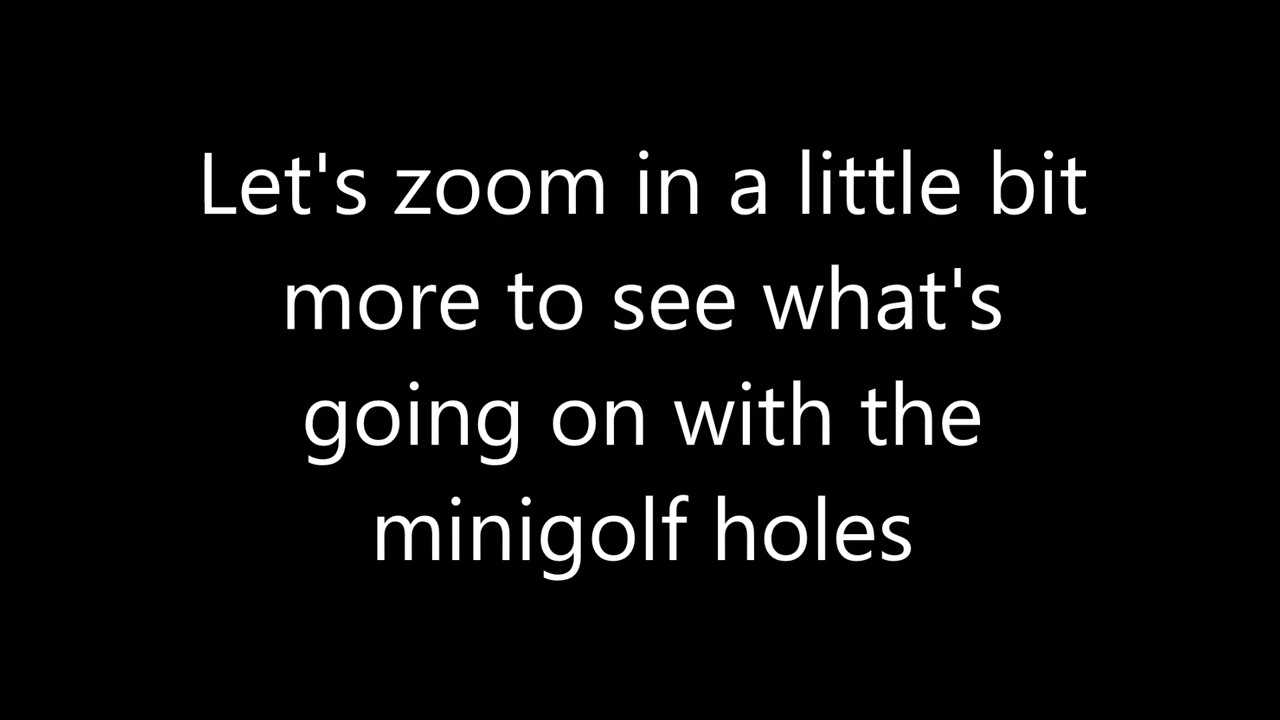 Let's zoom in a little bit
more to see what's
going on with the
minigolf holes